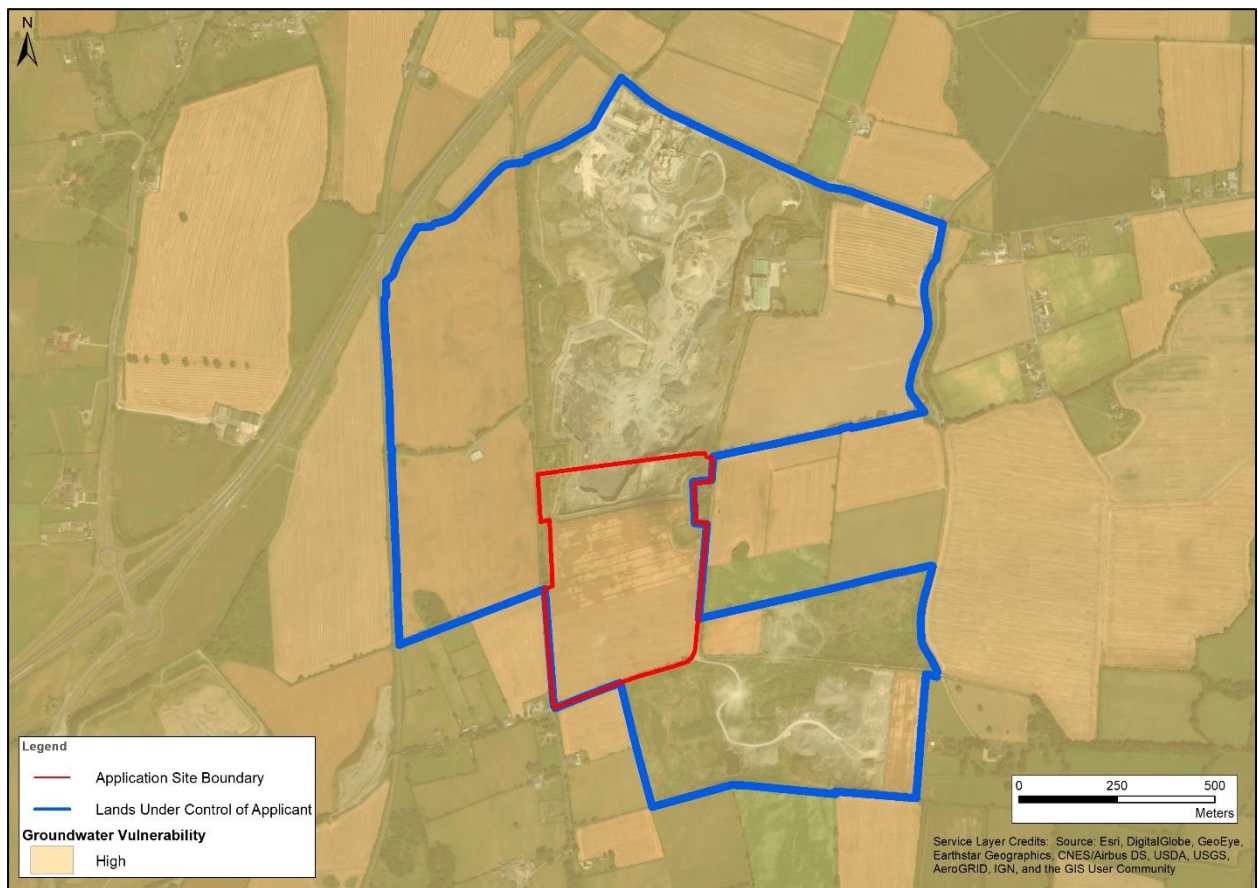 N
Legend
Application Site Boundary
Lands Under Control of Applicant
Groundwater Vulnerability
High
0 250 500
Meters
Service Layer Credits: Source: Esri, DigitalGlobe, GeoEye,
Earthstar Geographics, CNES/Airbus DS, USDA, USGS,
AeroGRID, IGN, and the GIS User Community